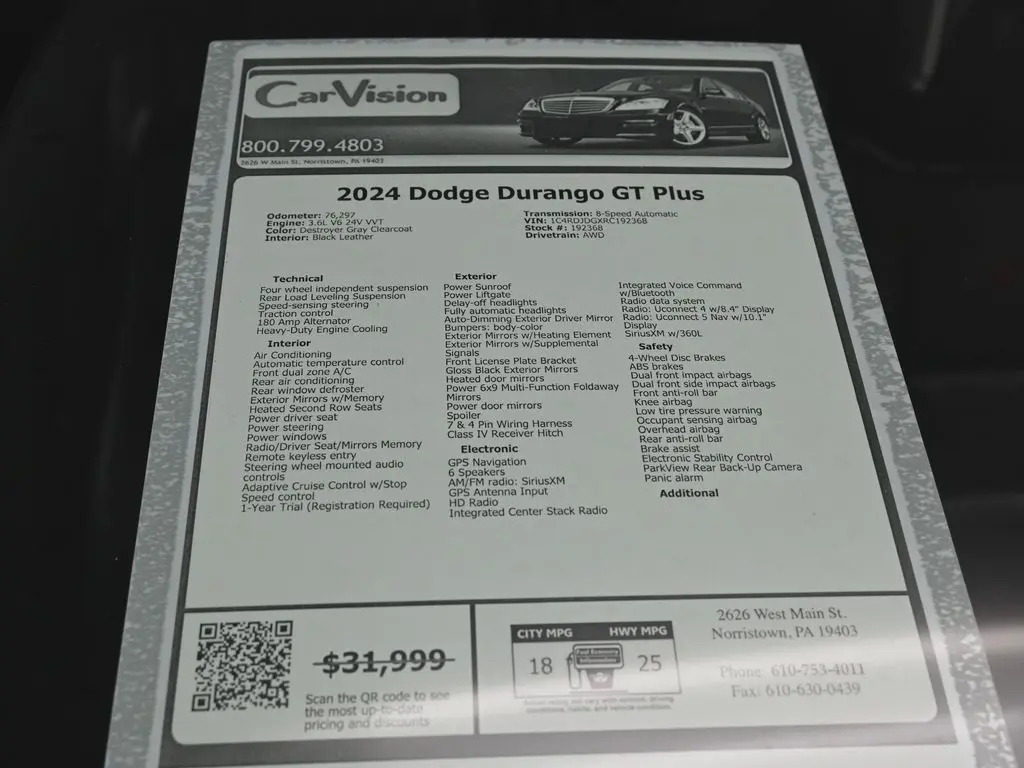 CarVision
800.799.4803
2626 W Main St, Norristown, PA 19403
2024 Dodge Durango GT Plus
Odometer: 76,297
Engine: 3.6L V6 24V VVT
Color: Destroyer Gray Clearcoat
Interior: Black Leather
Transmission: 8-Speed Automatic
VIN: 1C4RDJDGXRC192368
Stock #: 192368
Drivetrain: AWD
Technical
Four wheel independent suspension
Rear Load Leveling Suspension
Speed-sensing steering
Traction control
180 Amp Alternator
Heavy-Duty Engine Cooling
Interior
Air Conditioning
Automatic temperature control
Front dual zone A/C
Rear air conditioning
Rear window defroster
Exterior Mirrors w/Memory
Heated Second Row Seats
Power driver seat
Power steering
Power windows
Radio/Driver Seat/Mirrors Memory
Remote keyless entry
Steering wheel mounted audio
controls
Adaptive Cruise Control w/Stop
Speed control
1-Year Trial (Registration Required)
Exterior
Power Sunroof
Power Liftgate
Delay-off headlights
Fully automatic headlights
Auto-Dimming Exterior Driver Mirror
Bumpers: body-color
Exterior Mirrors w/Heating Element
Exterior Mirrors w/Supplemental
Signals
Front License Plate Bracket
Gloss Black Exterior Mirrors
Heated door mirrors
Power 6x9 Multi-Function Foldaway
Mirrors
Power door mirrors
Spoiler
7 & 4 Pin Wiring Harness
Class IV Receiver Hitch
Electronic
GPS Navigation
6 Speakers
AM/FM radio: SiriusXM
GPS Antenna Input
HD Radio
Integrated Center Stack Radio
Integrated Voice Command
w/Bluetooth
Radio data system
Radio: Uconnect 4 w/8.4" Display
Radio: Uconnect 5 Nav w/10.1"
Display
SiriusXM w/360L
Safety
4-Wheel Disc Brakes
ABS brakes
Dual front impact airbags
Dual front side impact airbags
Front anti-roll bar
Knee airbag
Low tire pressure warning
Occupant sensing airbag
Overhead airbag
Rear anti-roll bar
Brake assist
Electronic Stability Control
ParkView Rear Back-Up Camera
Panic alarm
Additional
$31,999
Scan the QR code to see
the most up-to-date
pricing and discounts
CITY MPG HWY MPG
18 25
Fuel Economy
Information
Actual rating will vary with options, driving
conditions, habits, and vehicle condition.
2626 West Main St.
Norristown, PA 19403
Phone: 610-753-4011
Fax: 610-630-0439